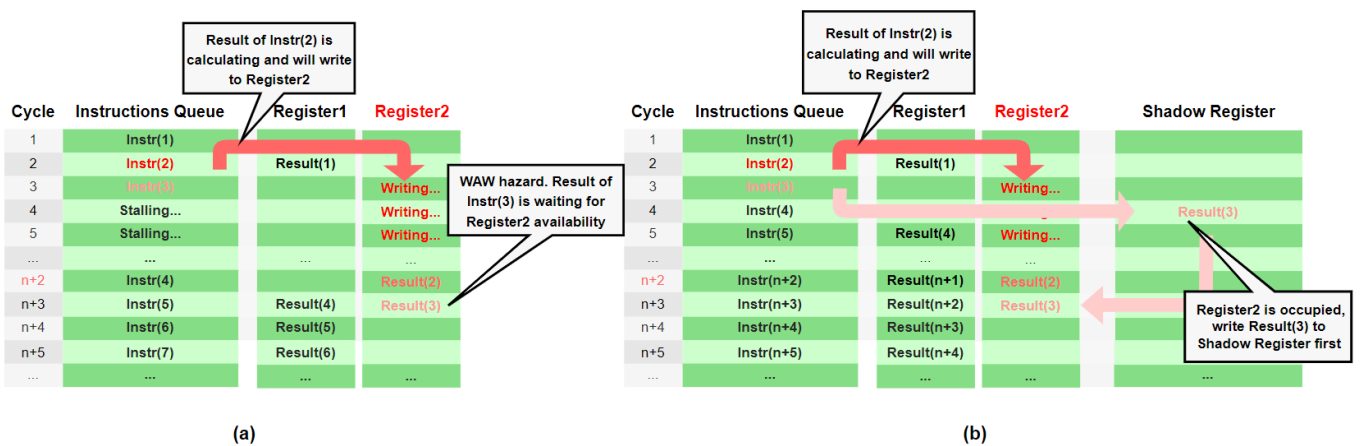 Result of Instr(2) is
calculating and will write
to Register2
Cycle Instructions Queue Register1 Register2
1 Instr(1)
2 Instr(2) Result(1)
3 Instr(3) Writing...
4 Stalling... Writing...
5 Stalling... Writing...
... ... ...
n+2 Instr(4) Result(2)
n+3 Instr(5) Result(4) Result(3)
n+4 Instr(6) Result(5)
n+5 Instr(7) Result(6)
... ... ... ...
WAW hazard. Result of
Instr(3) is waiting for
Register2 availability
(a)
Result of Instr(2) is
calculating and will write
to Register2
Cycle Instructions Queue Register1 Register2 Shadow Register
1 Instr(1)
2 Instr(2) Result(1)
3 Instr(3) Writing...
4 Instr(4) Result(3)
5 Instr(5) Result(4) Writing...
... ... ... ... ...
n+2 Instr(n+2) Result(n+1) Result(2)
n+3 Instr(n+3) Result(n+2) Result(3)
n+4 Instr(n+4) Result(n+3)
n+5 Instr(n+5) Result(n+4)
... ... ... ... ...
Register2 is occupied,
write Result(3) to
Shadow Register first
(b)